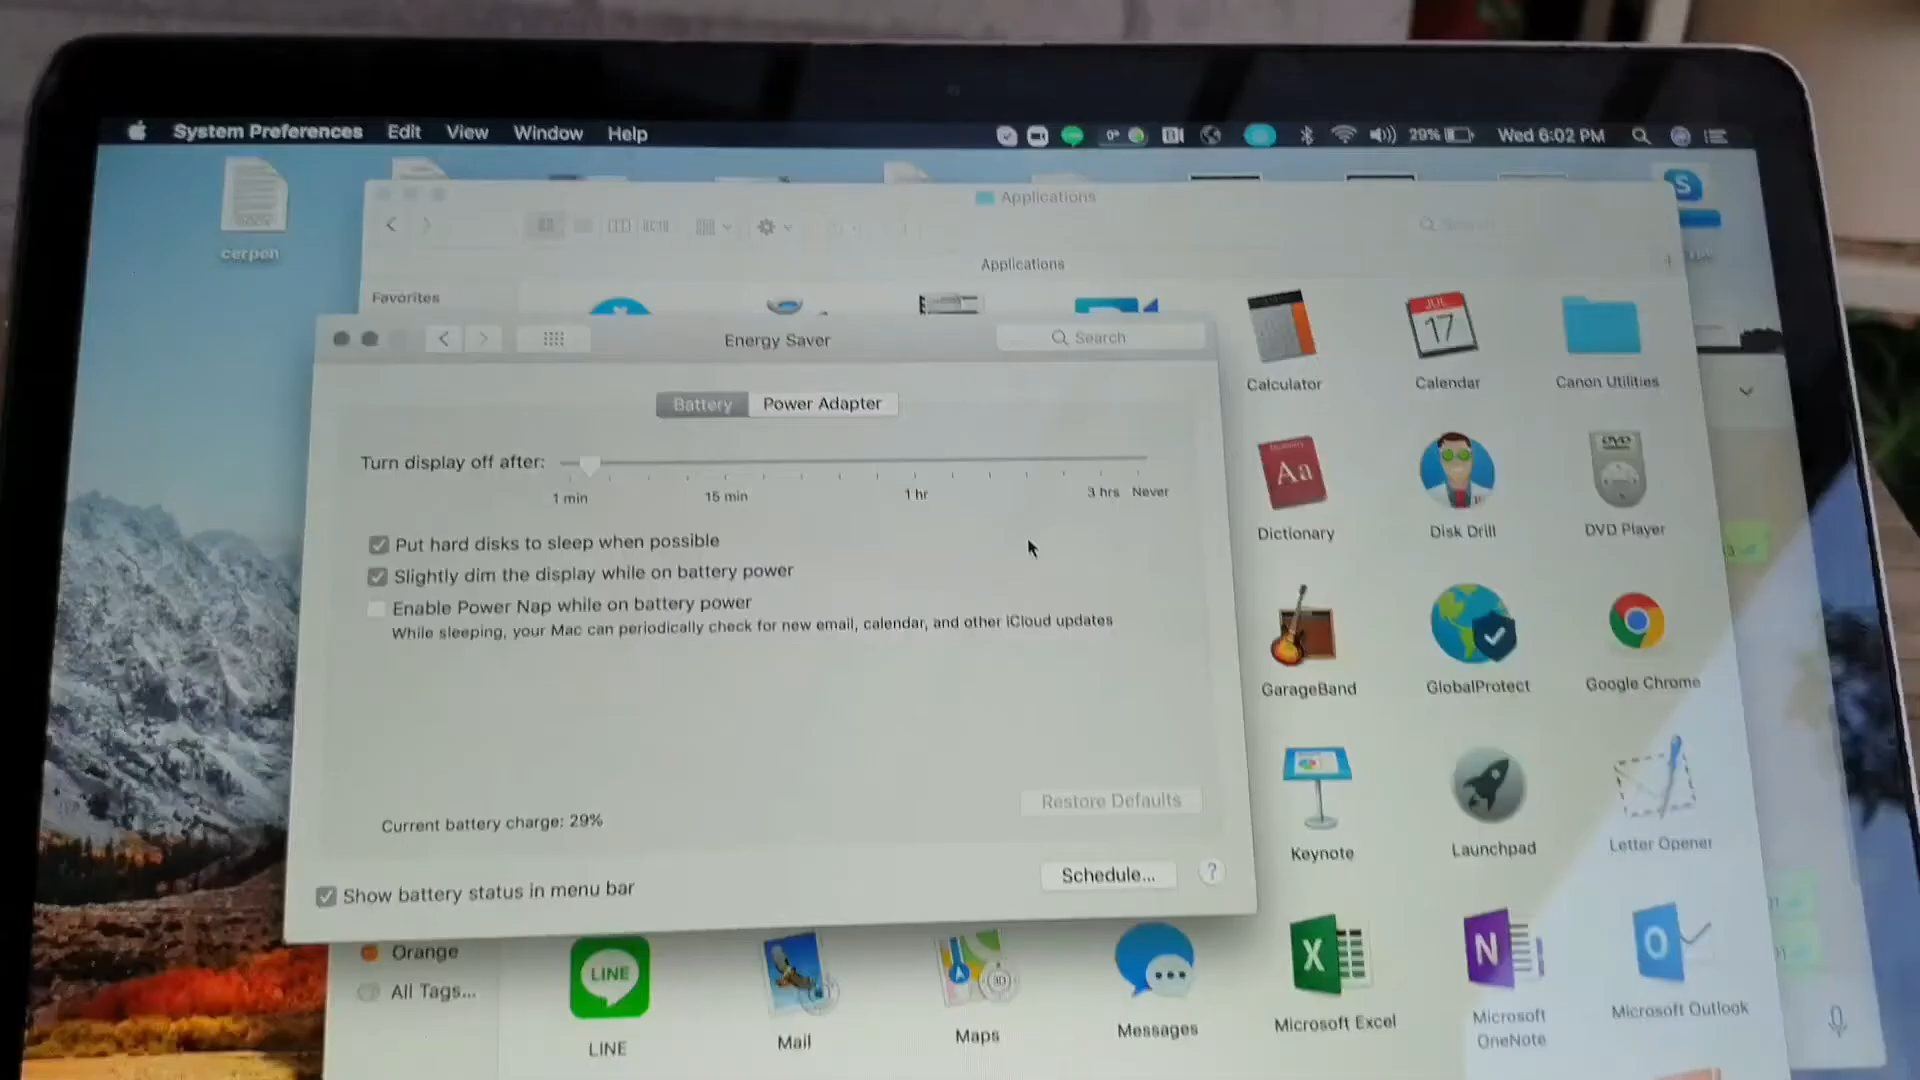 System Preferences Edit View Window Help
29% Wed 6:02 PM
cerpen
Applications
Search
Applications
Favorites
Energy Saver
Search
Battery Power Adapter
Turn display off after:
1 min 15 min 1 hr 3 hrs Never
Put hard disks to sleep when possible
Slightly dim the display while on battery power
Enable Power Nap while on battery power
While sleeping, your Mac can periodically check for new email, calendar, and other iCloud updates
Current battery charge: 29%
Restore Defaults
Show battery status in menu bar
Schedule... ?
JUL
17
Calculator Calendar Canon Utilities
Aa
DVD
Dictionary Disk Drill DVD Player
GarageBand GlobalProtect Google Chrome
Keynote Launchpad Letter Opener
Orange
All Tags...
LINE
3D
X
N
O
S
LINE Mail Maps Messages Microsoft Excel Microsoft OneNote Microsoft Outlook